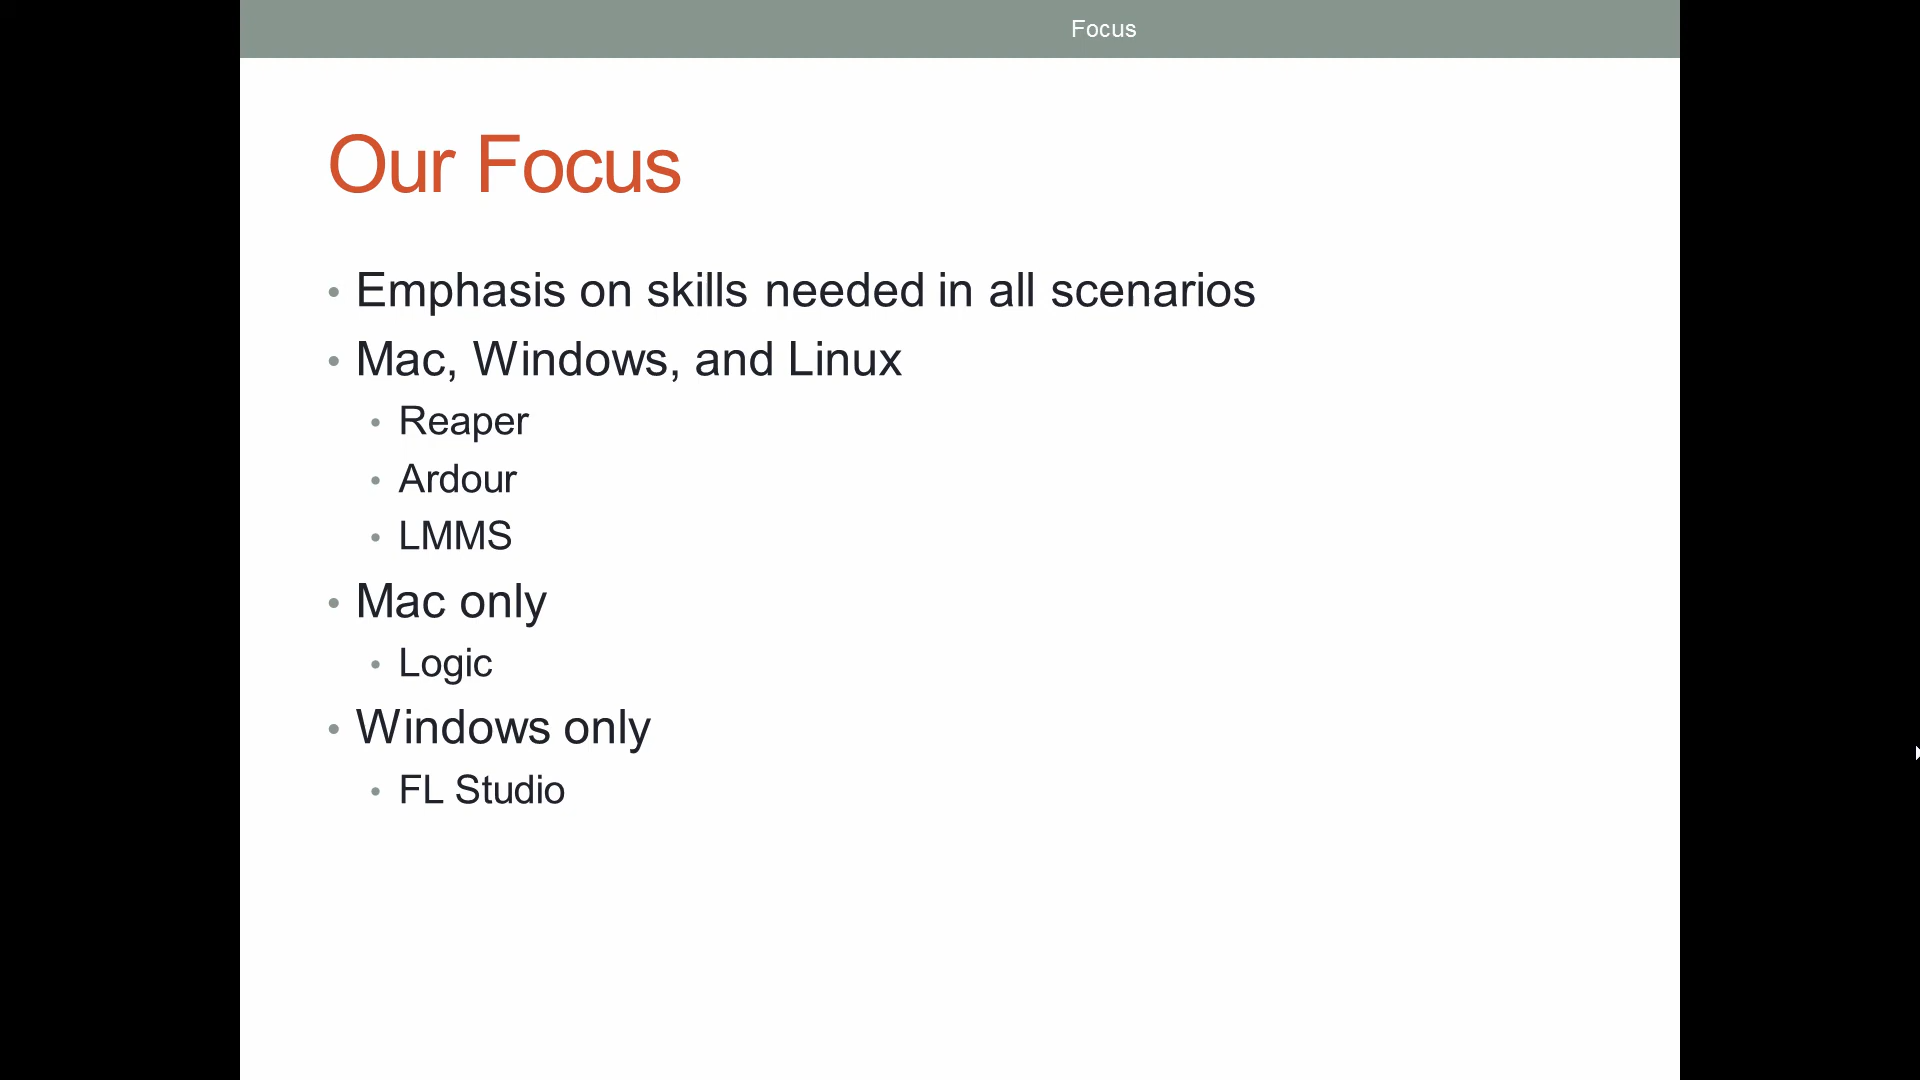 Focus
Our Focus
• Emphasis on skills needed in all scenarios
• Mac, Windows, and Linux
• Reaper
• Ardour
• LMMS
• Mac only
• Logic
• Windows only
• FL Studio